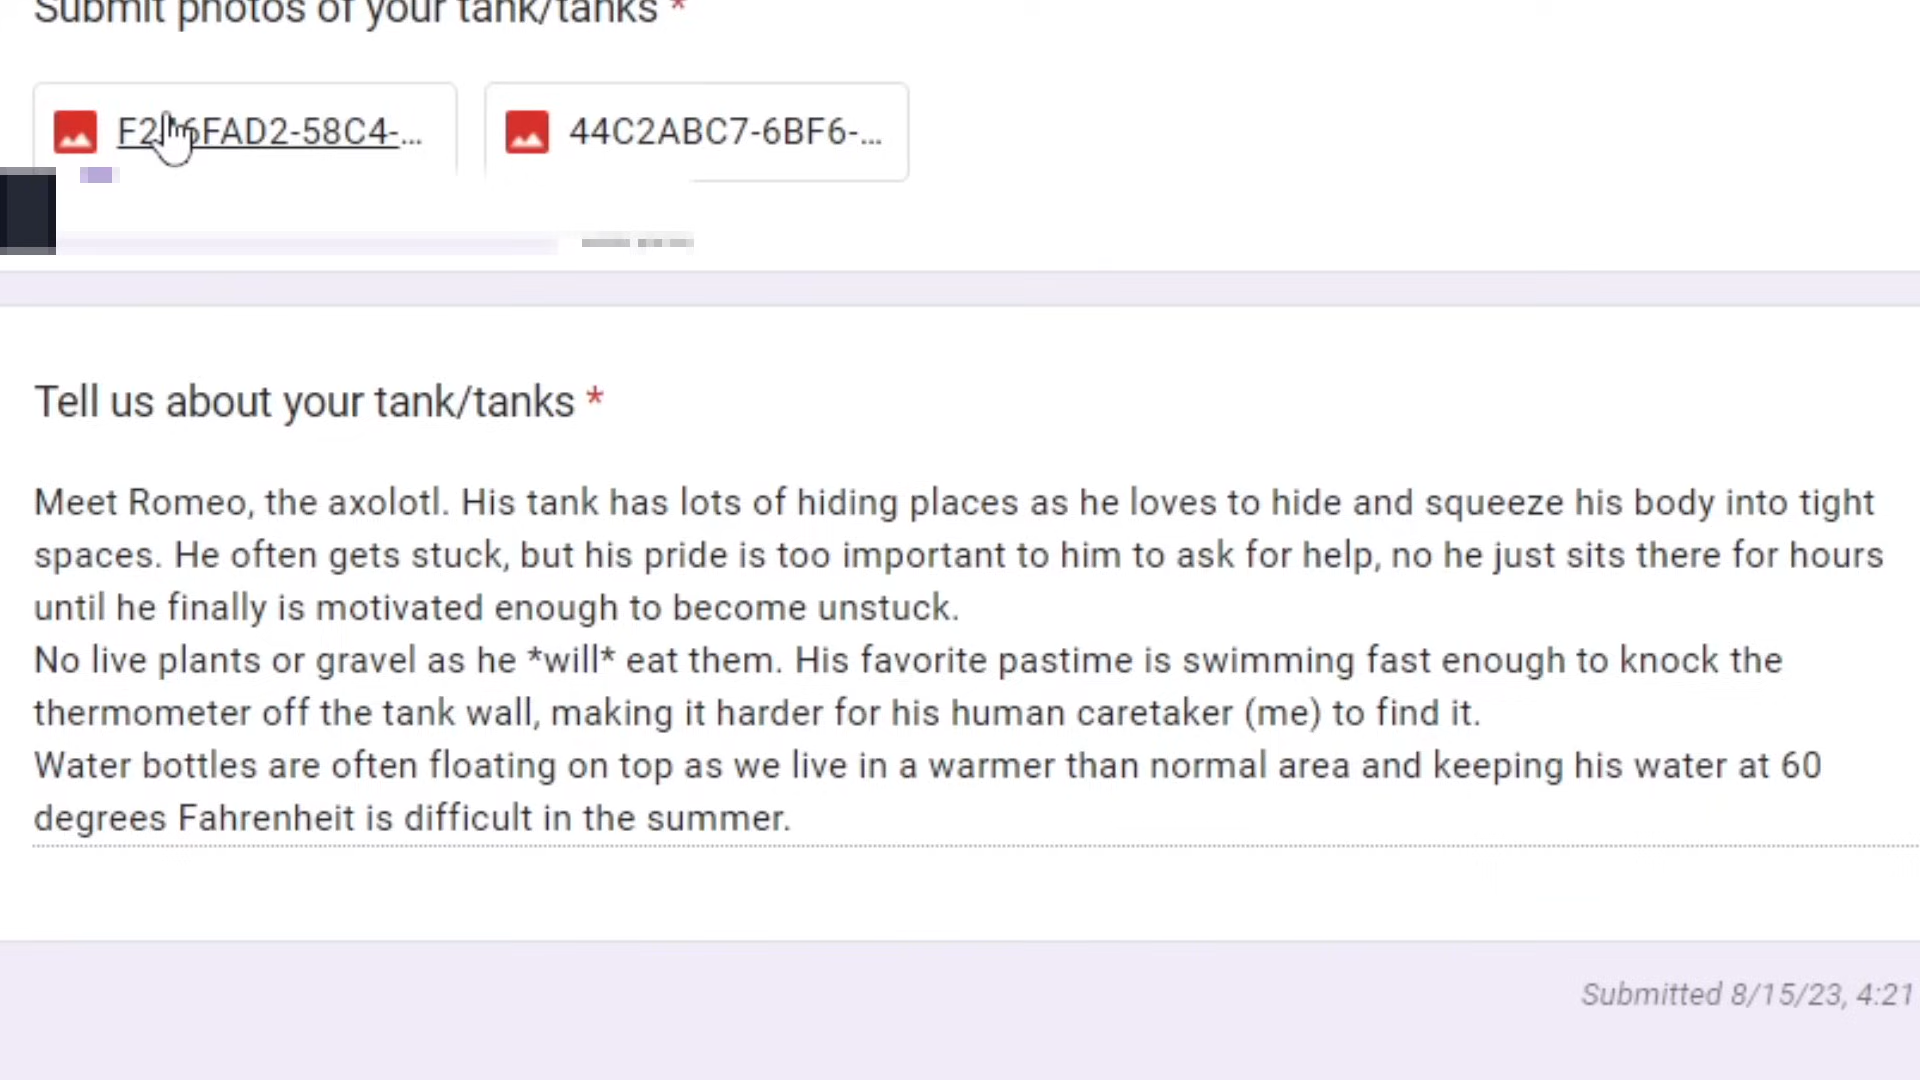 Submit photos of your tank/tanks *
44C2ABC7-6BF6-...
Tell us about your tank/tanks *
Meet Romeo, the axolotl. His tank has lots of hiding places as he loves to hide and squeeze his body into tight
spaces. He often gets stuck, but his pride is too important to him to ask for help, no he just sits there for hours
until he finally is motivated enough to become unstuck.
No live plants or gravel as he *will* eat them. His favorite pastime is swimming fast enough to knock the
thermometer off the tank wall, making it harder for his human caretaker (me) to find it.
Water bottles are often floating on top as we live in a warmer than normal area and keeping his water at 60
degrees Fahrenheit is difficult in the summer.
Submitted 8/15/23, 4:21